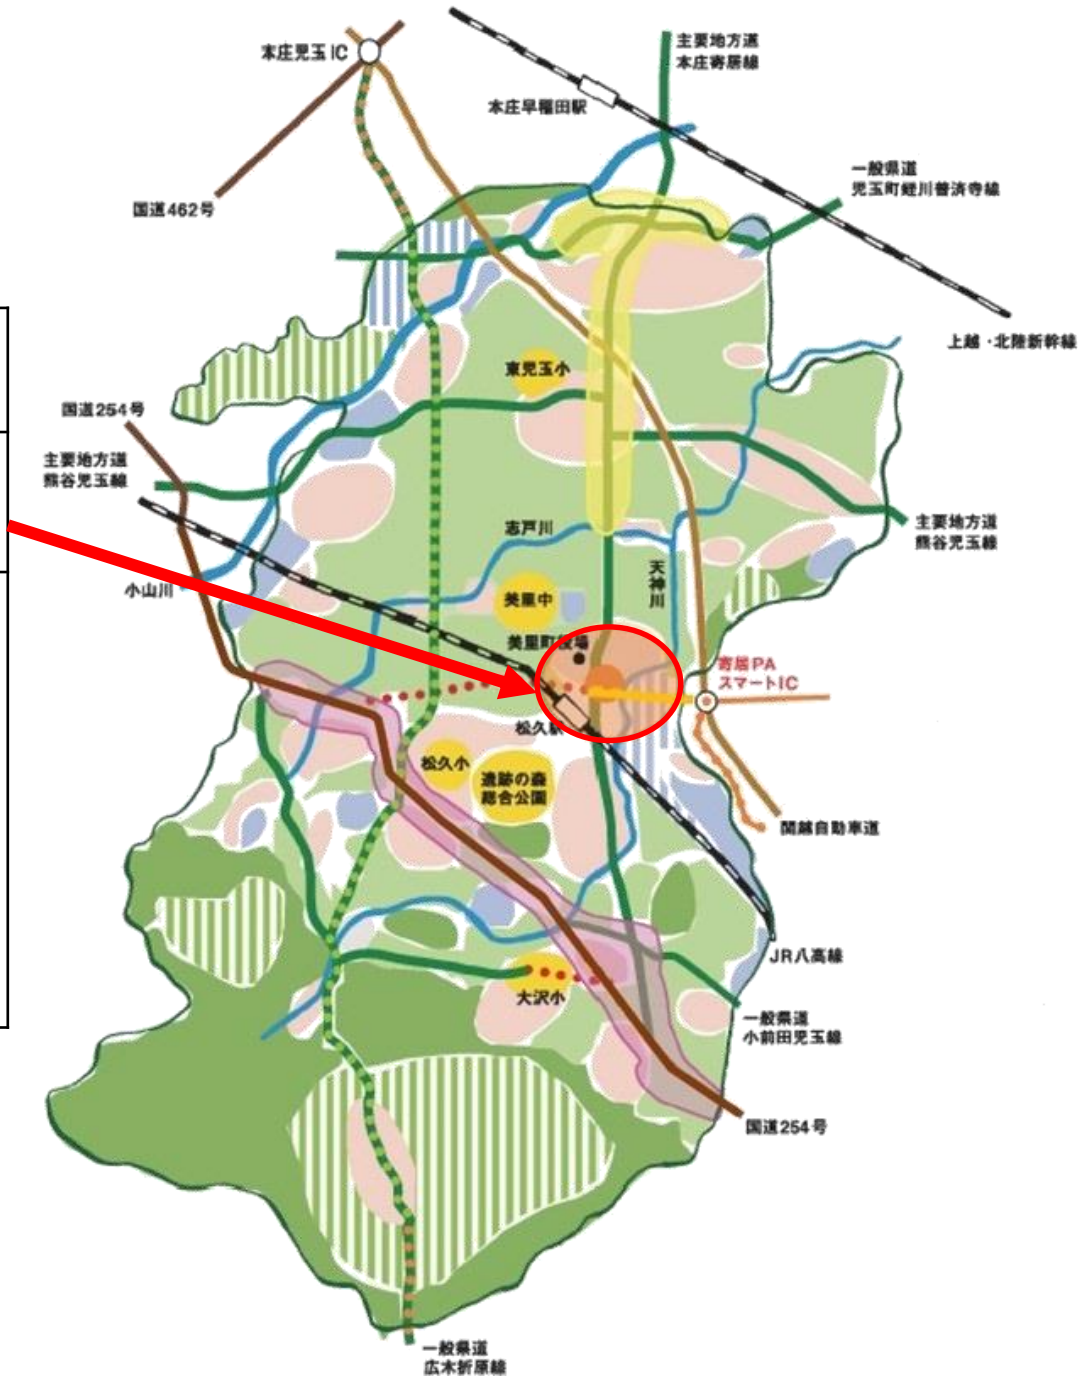 本庄児玉IC
主要地方道
本庄寄居線
本庄早稲田駅
一般県道
児玉町蛭川普済寺線
国道462号
上越・北陸新幹線
東児玉小
国道254号
主要地方道
熊谷児玉線
志戸川
主要地方道
熊谷児玉線
天神川
小山川
美里中
美里町役場
寄居PA
スマートIC
松久駅
松久小
遺跡の森
総合公園
関越自動車道
JR八高線
大沢小
一般県道
小前田児玉線
国道254号
一般県道
広木折原線